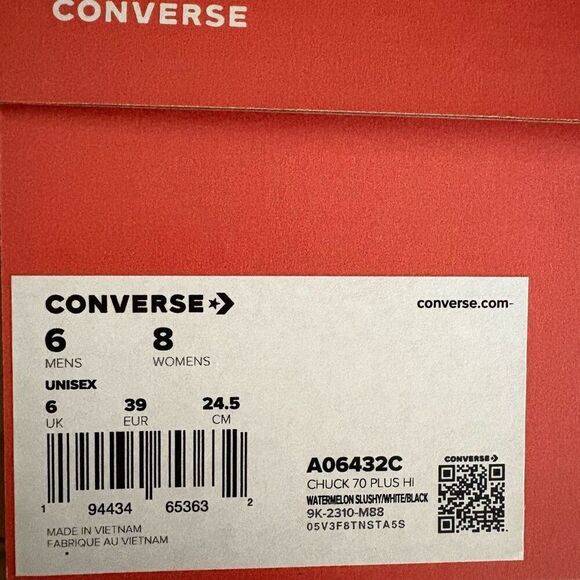 CONVERSE
CONVERSE
converse.com
6 8
MENS WOMENS
UNISEX
6 39 24.5
UK EUR CM
1 94434 65363 2
MADE IN VIETNAM
FABRIQUE AU VIETNAM
A06432C
CHUCK 70 PLUS HI
WATERMELON SLUSHY/WHITE/BLACK
9K-2310-M88
05V3F8TNSTA5S
CONVERSE